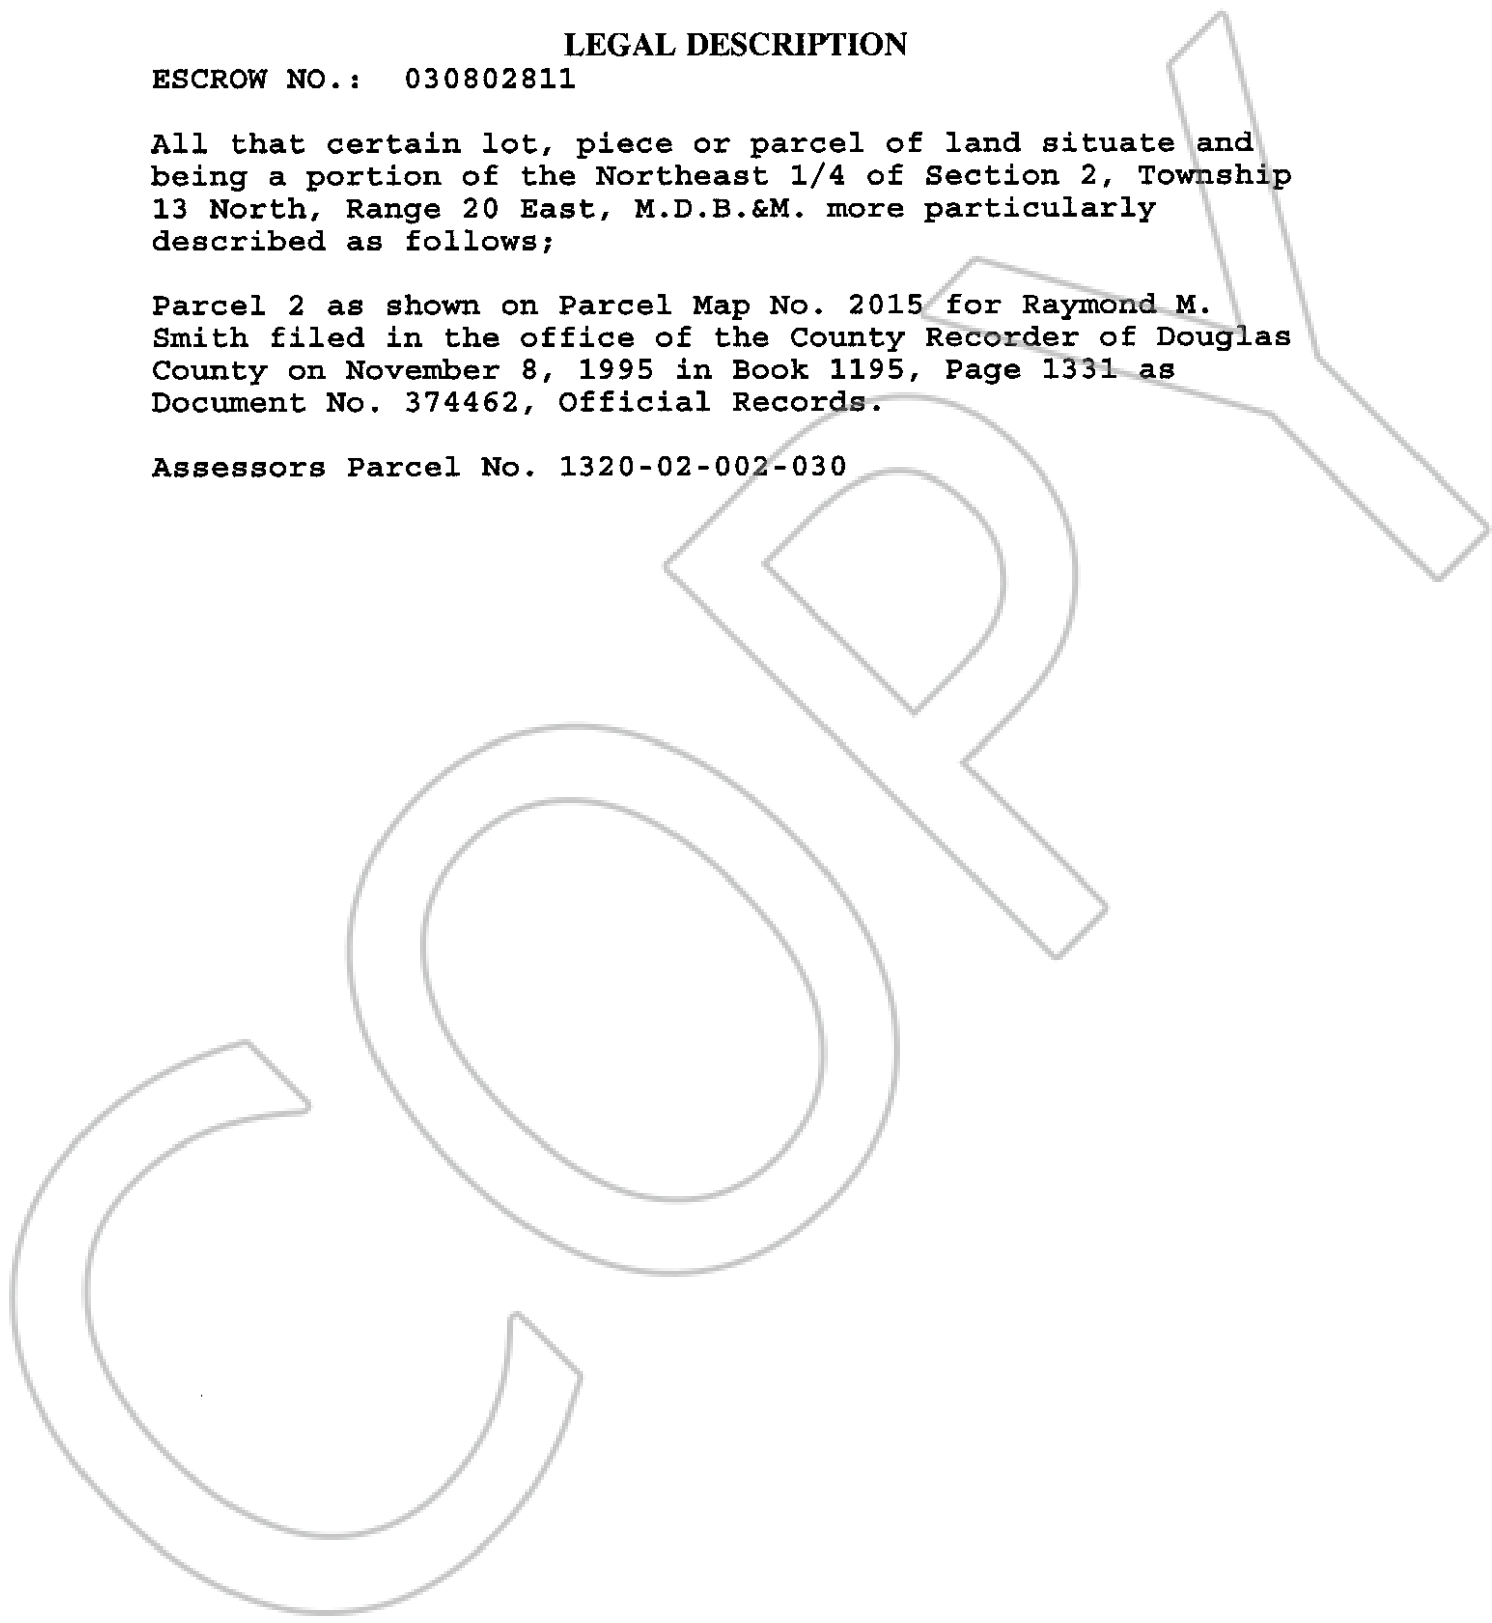 LEGAL DESCRIPTION
ESCROW NO.: 030802811
All that certain lot, piece or parcel of land situate and
being a portion of the Northeast 1/4 of Section 2, Township
13 North, Range 20 East, M.D.B.&M. more particularly
described as follows;
Parcel 2 as shown on Parcel Map No. 2015 for Raymond M.
Smith filed in the office of the County Recorder of Douglas
County on November 8, 1995 in Book 1195, Page 1331 as
Document No. 374462, Official Records.
Assessors Parcel No. 1320-02-002-030
COPY